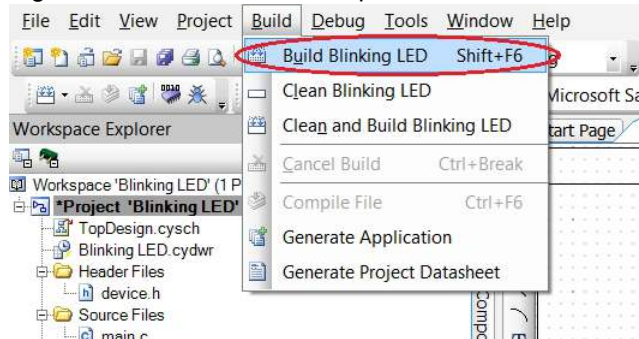 File Edit View Project Build Debug Tools Window Help
Build Blinking LED Shift+F6
Clean Blinking LED
Microsoft Sa
Workspace Explorer
Clean and Build Blinking LED
tart Page
Cancel Build Ctrl+Break
Workspace 'Blinking LED' (1 P
*Project 'Blinking LED'
Compile File Ctrl+F6
TopDesign.cysch
Blinking LED.cydwr
Generate Application
Header Files
Generate Project Datasheet
device.h
Source Files
main.c
Compo